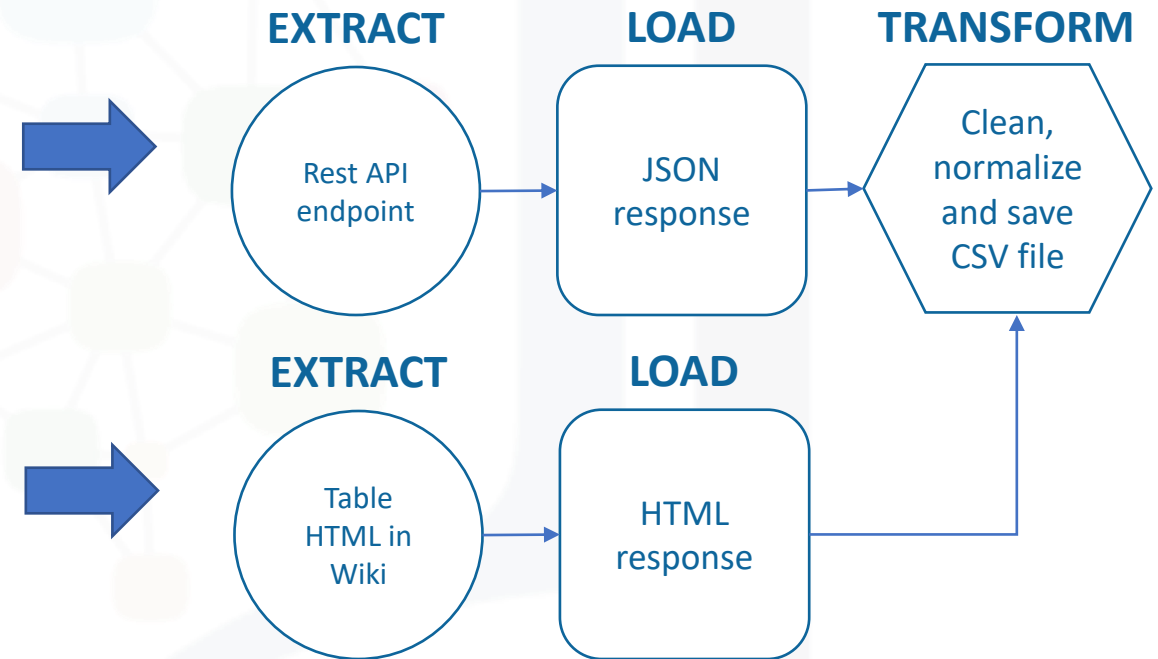 EXTRACT
LOAD
TRANSFORM
Rest API
endpoint
JSON
response
Clean,
normalize
and save
CSV file
EXTRACT
LOAD
Table
HTML in
Wiki
HTML
response